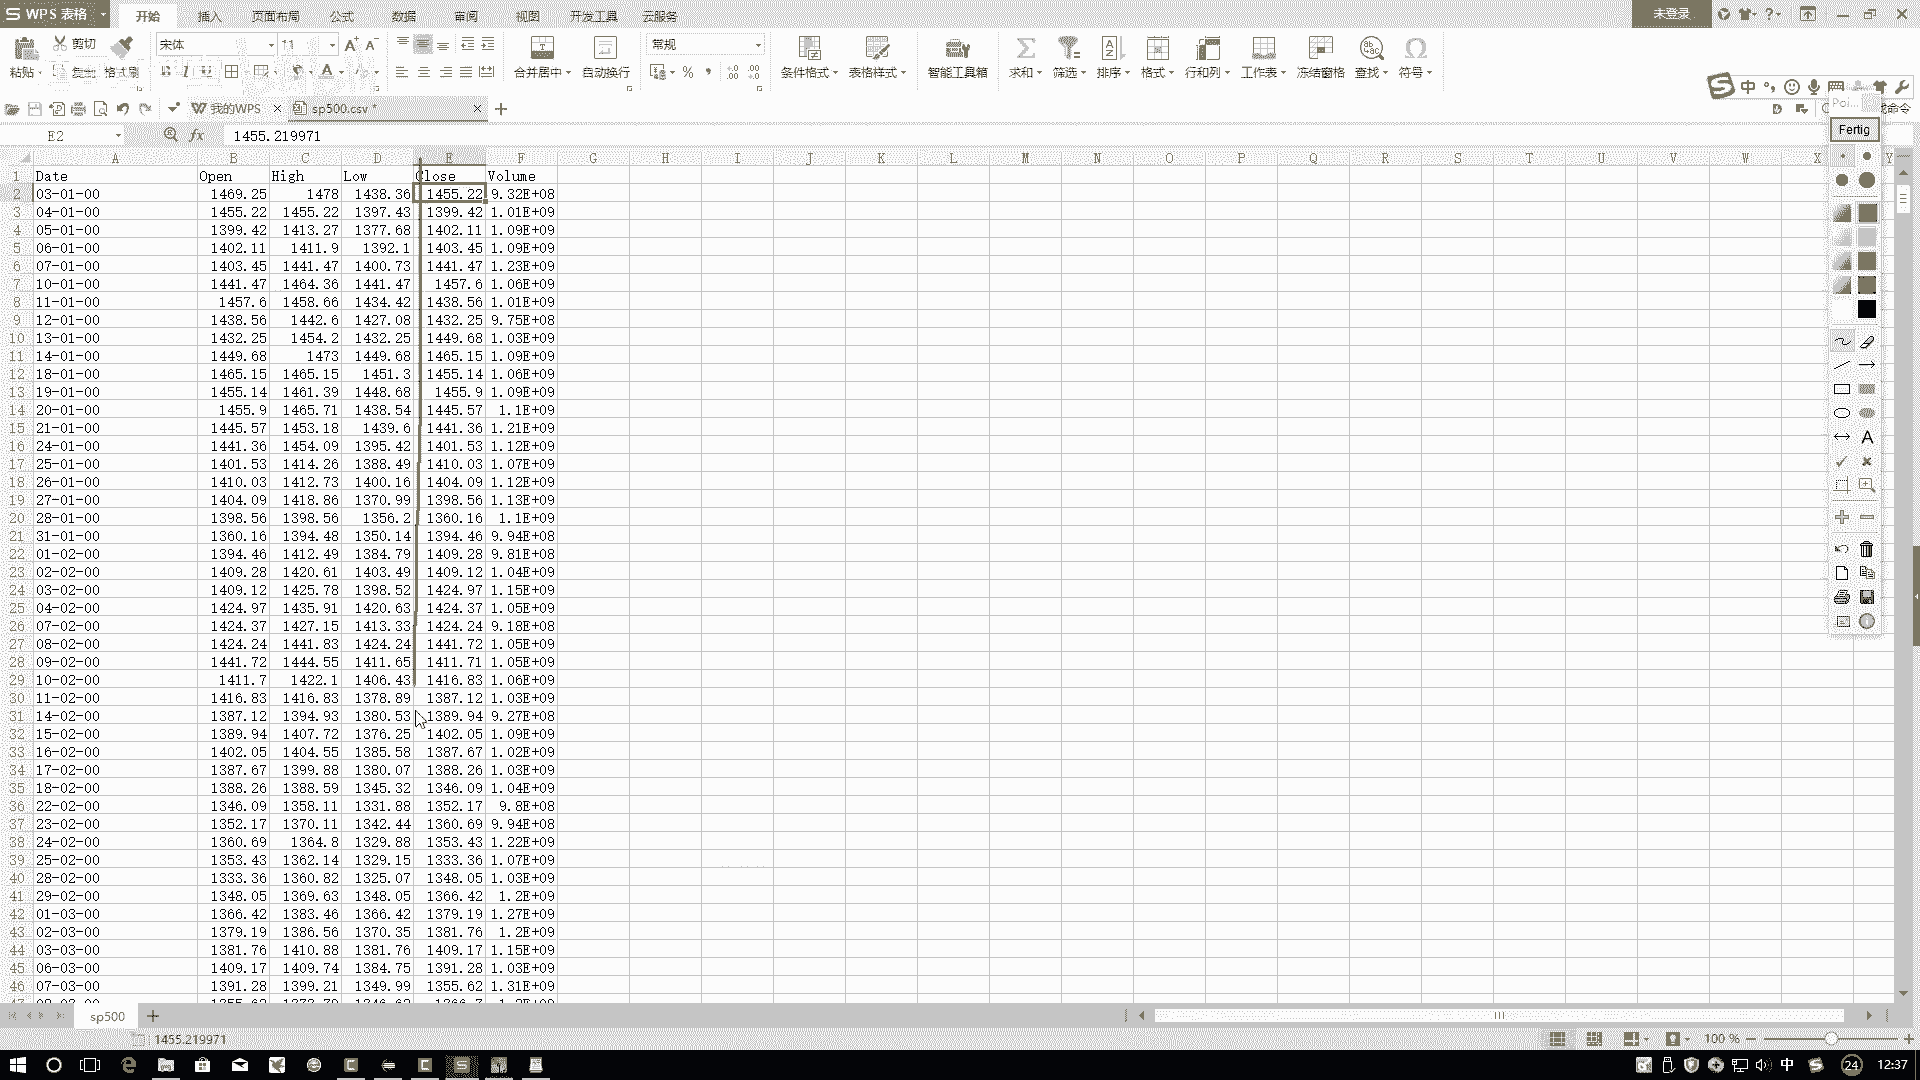 S WPS 表格
开始 插入 页面布局 公式 数据 审阅 视图 开发工具 云服务 未登录
粘贴 剪切 复制 格式刷 宋体 11 合并居中 自动换行 常规 条件格式 表格样式 智能工具箱 求和 筛选 排序 格式 行和列 工作表 冻结窗格 查找 符号
我的WPS sp500.csv *
E2 fx 1455.219971
Poi...
Fertig
A B C D E F G H I J K L M N O P Q R S T U V W X Y
1 Date Open High Low Close Volume
2 03-01-00 1469.25 1478 1438.36 1455.22 9.32E+08
3 04-01-00 1455.22 1455.22 1397.43 1399.42 1.01E+09
4 05-01-00 1399.42 1413.27 1377.68 1402.11 1.09E+09
5 06-01-00 1402.11 1411.9 1392.1 1403.45 1.09E+09
6 07-01-00 1403.45 1441.47 1400.73 1441.47 1.23E+09
7 10-01-00 1441.47 1464.36 1441.47 1457.6 1.06E+09
8 11-01-00 1457.6 1458.66 1434.42 1438.56 1.01E+09
9 12-01-00 1438.56 1442.6 1427.08 1432.25 9.75E+08
10 13-01-00 1432.25 1454.2 1432.25 1449.68 1.03E+09
11 14-01-00 1449.68 1473 1449.68 1465.15 1.09E+09
12 18-01-00 1465.15 1465.15 1451.3 1455.14 1.06E+09
13 19-01-00 1455.14 1461.39 1448.68 1455.9 1.09E+09
14 20-01-00 1455.9 1465.71 1438.54 1445.57 1.1E+09
15 21-01-00 1445.57 1453.18 1439.6 1441.36 1.21E+09
16 24-01-00 1441.36 1454.09 1395.42 1401.53 1.12E+09
17 25-01-00 1401.53 1414.26 1388.49 1410.03 1.07E+09
18 26-01-00 1410.03 1412.73 1400.16 1404.09 1.12E+09
19 27-01-00 1404.09 1418.86 1370.99 1398.56 1.13E+09
20 28-01-00 1398.56 1398.56 1356.2 1360.16 1.1E+09
21 31-01-00 1360.16 1394.48 1350.14 1394.46 9.94E+08
22 01-02-00 1394.46 1412.49 1384.79 1409.28 9.81E+08
23 02-02-00 1409.28 1420.61 1403.49 1409.12 1.04E+09
24 03-02-00 1409.12 1425.78 1398.52 1424.97 1.15E+09
25 04-02-00 1424.97 1435.91 1420.63 1424.37 1.05E+09
26 07-02-00 1424.37 1427.15 1413.33 1424.24 9.18E+08
27 08-02-00 1424.24 1441.83 1424.24 1441.72 1.05E+09
28 09-02-00 1441.72 1444.55 1411.65 1411.71 1.05E+09
29 10-02-00 1411.7 1422.1 1406.43 1416.83 1.06E+09
30 11-02-00 1416.83 1416.83 1378.89 1387.12 1.03E+09
31 14-02-00 1387.12 1394.93 1380.53 1389.94 9.27E+08
32 15-02-00 1389.94 1407.72 1376.25 1402.05 1.09E+09
33 16-02-00 1402.05 1404.55 1385.58 1387.67 1.02E+09
34 17-02-00 1387.67 1399.88 1380.07 1388.26 1.03E+09
35 18-02-00 1388.26 1388.59 1345.32 1346.09 1.04E+09
36 22-02-00 1346.09 1358.11 1331.88 1352.17 9.8E+08
37 23-02-00 1352.17 1370.11 1342.44 1360.69 9.94E+08
38 24-02-00 1360.69 1364.8 1329.88 1353.43 1.22E+09
39 25-02-00 1353.43 1362.14 1329.15 1333.36 1.07E+09
40 28-02-00 1333.36 1360.82 1325.07 1348.05 1.03E+09
41 29-02-00 1348.05 1369.63 1348.05 1366.42 1.2E+09
42 01-03-00 1366.42 1383.46 1366.42 1379.19 1.27E+09
43 02-03-00 1379.19 1386.56 1370.35 1381.76 1.2E+09
44 03-03-00 1381.76 1410.88 1381.76 1409.17 1.15E+09
45 06-03-00 1409.17 1409.74 1384.75 1391.28 1.03E+09
46 07-03-00 1391.28 1399.21 1349.99 1355.62 1.31E+09
sp500
1455.219971 100 %
中 24 12:37